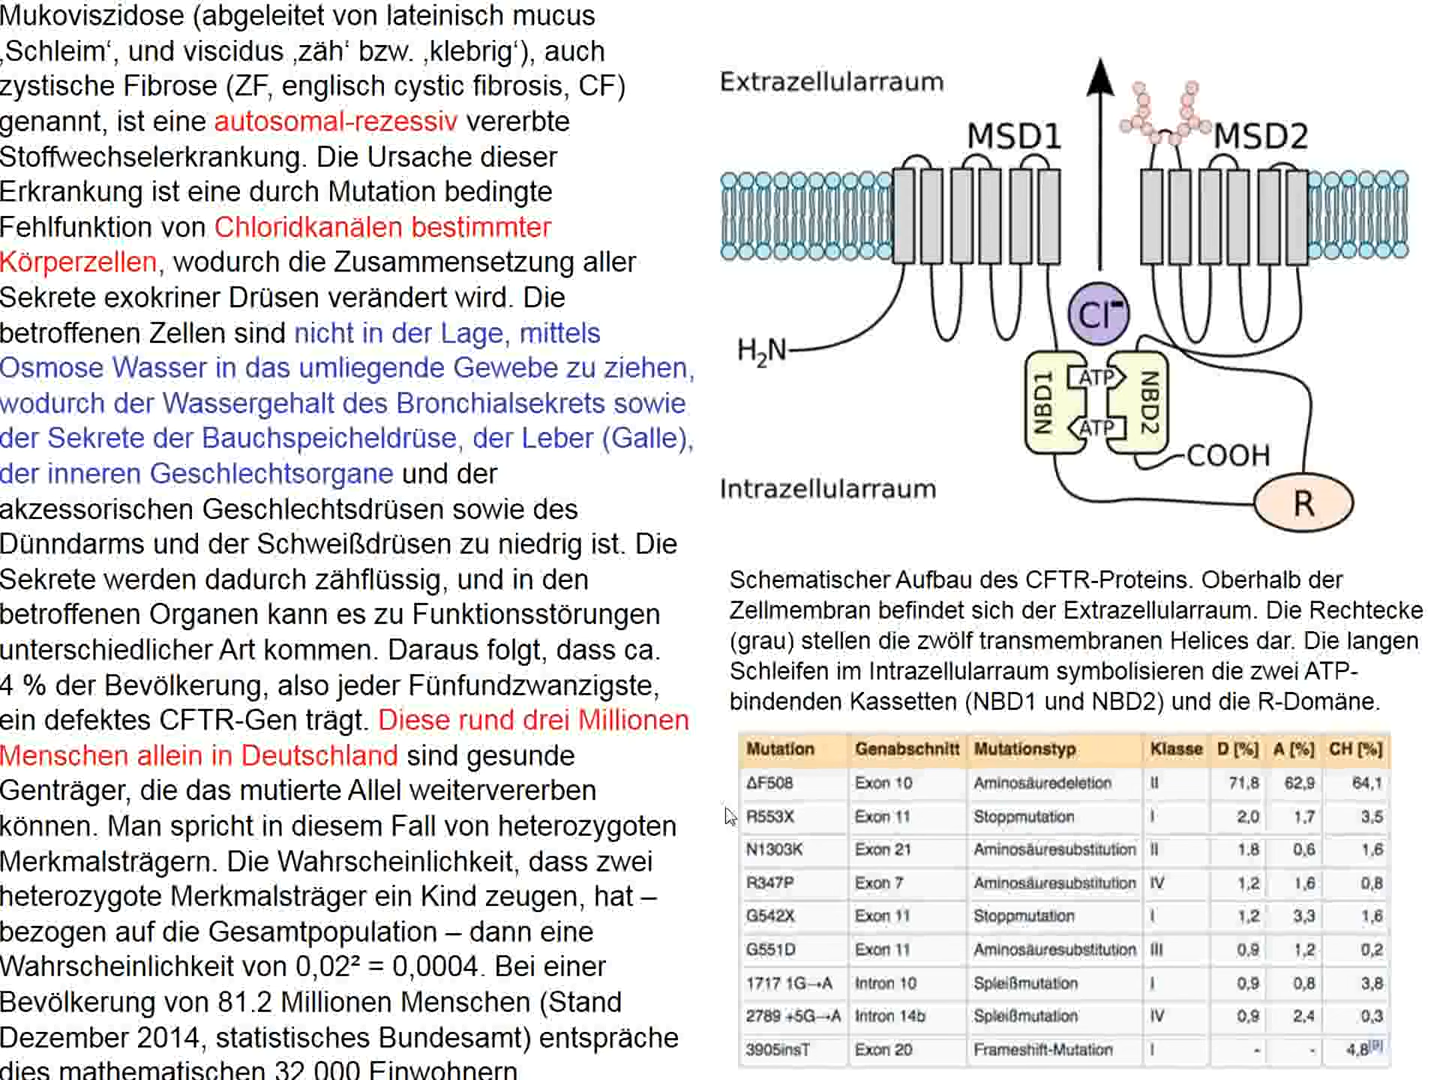 Mukoviszidose (abgeleitet von lateinisch mucus
‚Schleim‘, und viscidus ‚zäh‘ bzw. ‚klebrig‘), auch
zystische Fibrose (ZF, englisch cystic fibrosis, CF)
genannt, ist eine autosomal-rezessiv vererbte
Stoffwechselerkrankung. Die Ursache dieser
Erkrankung ist eine durch Mutation bedingte
Fehlfunktion von Chloridkanälen bestimmter
Körperzellen, wodurch die Zusammensetzung aller
Sekrete exokriner Drüsen verändert wird. Die
betroffenen Zellen sind nicht in der Lage, mittels
Osmose Wasser in das umliegende Gewebe zu ziehen,
wodurch der Wassergehalt des Bronchialsekrets sowie
der Sekrete der Bauchspeicheldrüse, der Leber (Galle),
der inneren Geschlechtsorgane und der
akzessorischen Geschlechtsdrüsen sowie des
Dünndarms und der Schweißdrüsen zu niedrig ist. Die
Sekrete werden dadurch zähflüssig, und in den
betroffenen Organen kann es zu Funktionsstörungen
unterschiedlicher Art kommen. Daraus folgt, dass ca.
4 % der Bevölkerung, also jeder Fünfundzwanzigste,
ein defektes CFTR-Gen trägt. Diese rund drei Millionen
Menschen allein in Deutschland sind gesunde
Genträger, die das mutierte Allel weitervererben
können. Man spricht in diesem Fall von heterozygoten
Merkmalsträgern. Die Wahrscheinlichkeit, dass zwei
heterozygote Merkmalsträger ein Kind zeugen, hat –
bezogen auf die Gesamtpopulation – dann eine
Wahrscheinlichkeit von 0,02² = 0,0004. Bei einer
Bevölkerung von 81.2 Millionen Menschen (Stand
Dezember 2014, statistisches Bundesamt) entspräche
dies mathematischen 32.000 Einwohnern
Extrazellularraum
MSD1
MSD2
Cl⁻
H₂N
NBD1
ATP
ATP
NBD2
COOH
Intrazellularraum
R
Schematischer Aufbau des CFTR-Proteins. Oberhalb der
Zellmembran befindet sich der Extrazellularraum. Die Rechtecke
(grau) stellen die zwölf transmembranen Helices dar. Die langen
Schleifen im Intrazellularraum symbolisieren die zwei ATP-
bindenden Kassetten (NBD1 und NBD2) und die R-Domäne.
Mutation Genabschnitt Mutationstyp Klasse D [%] A [%] CH [%]
ΔF508 Exon 10 Aminosäuredeletion II 71,8 62,9 64,1
R553X Exon 11 Stoppmutation I 2,0 1,7 3,5
N1303K Exon 21 Aminosäuresubstitution II 1,8 0,6 1,6
R347P Exon 7 Aminosäuresubstitution IV 1,2 1,6 0,8
G542X Exon 11 Stoppmutation I 1,2 3,3 1,6
G551D Exon 11 Aminosäuresubstitution III 0,9 1,2 0,2
1717 1G→A Intron 10 Spleißmutation I 0,9 0,8 3,8
2789 +5G→A Intron 14b Spleißmutation IV 0,9 2,4 0,3
3905insT Exon 20 Frameshift-Mutation I - - 4,8[9]